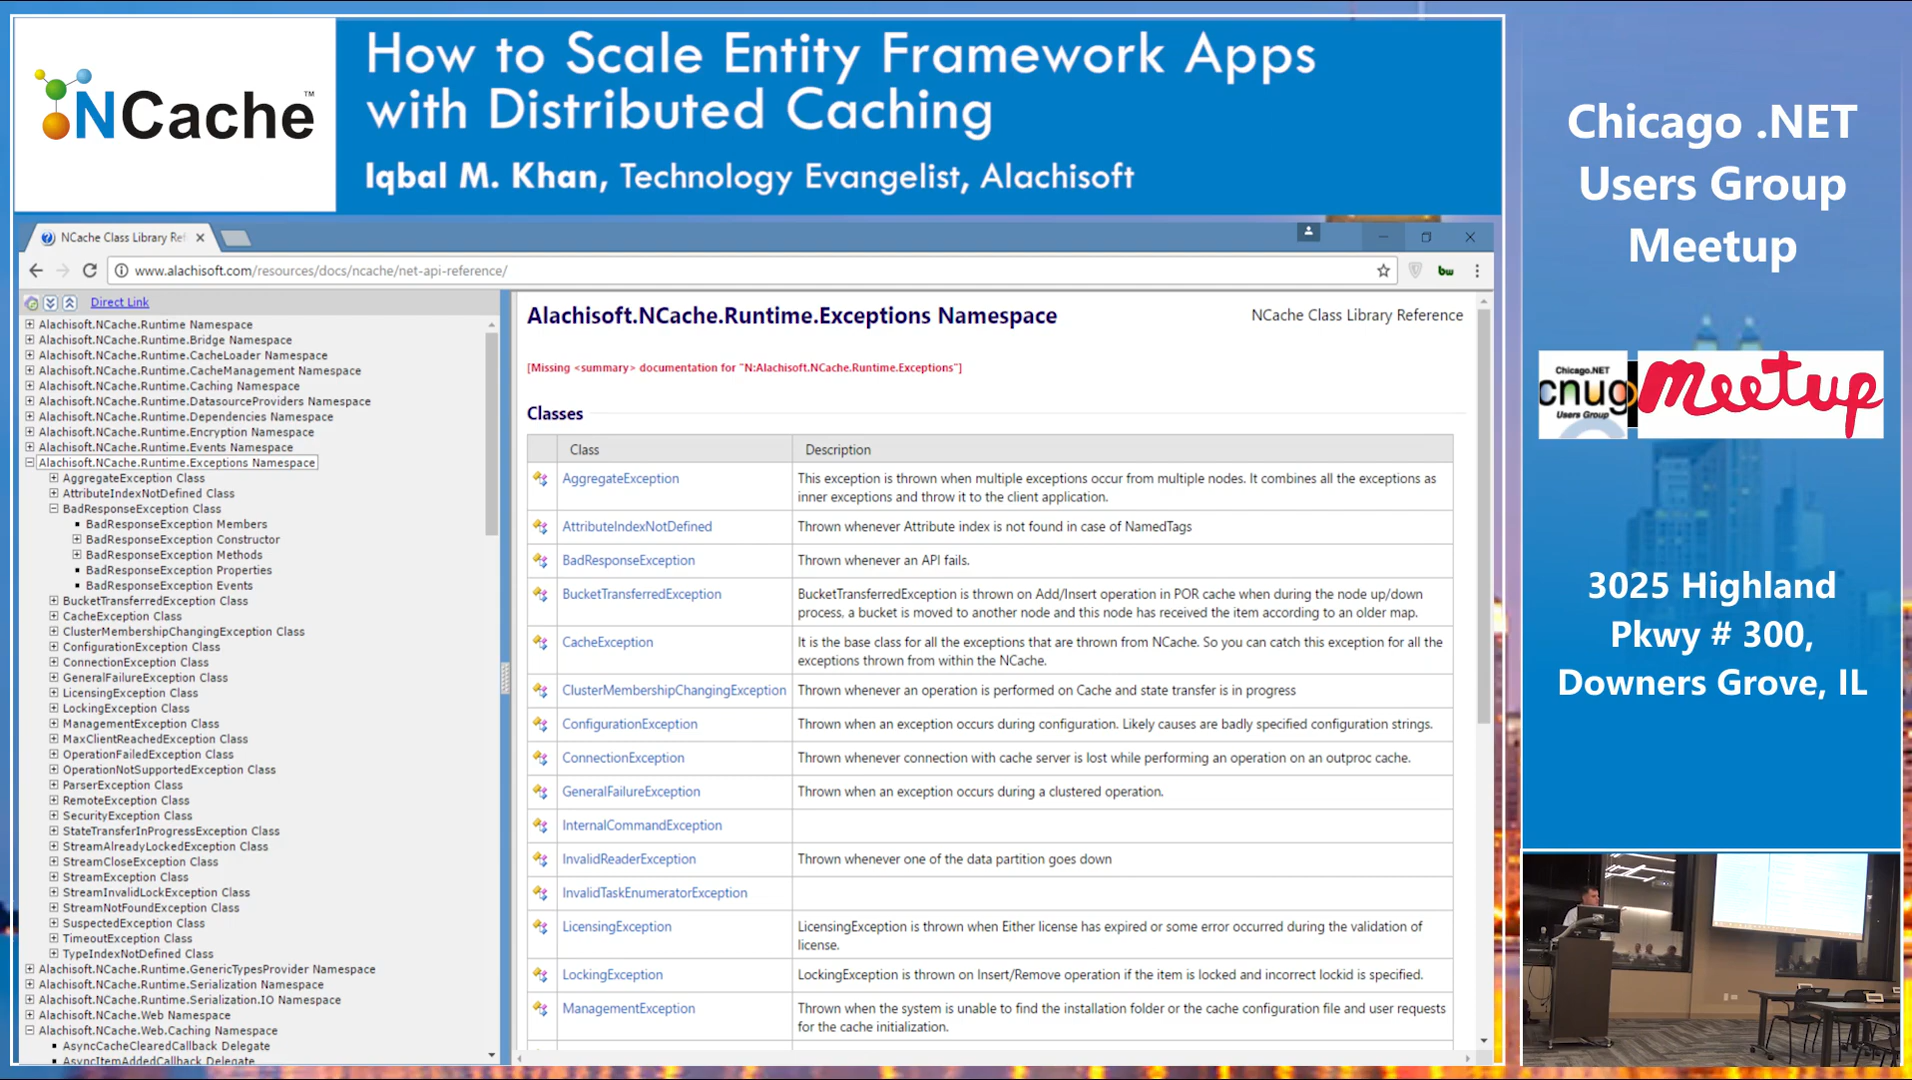 NCache™
How to Scale Entity Framework Apps
with Distributed Caching
Iqbal M. Khan, Technology Evangelist, Alachisoft
Chicago .NET
Users Group
Meetup
Chicago.NET
cnug
Users Group
Meetup
3025 Highland
Pkwy # 300,
Downers Grove, IL
NCache Class Library Ref
www.alachisoft.com/resources/docs/ncache/net-api-reference/
bw
Direct Link
Alachisoft.NCache.Runtime Namespace
Alachisoft.NCache.Runtime.Bridge Namespace
Alachisoft.NCache.Runtime.CacheLoader Namespace
Alachisoft.NCache.Runtime.CacheManagement Namespace
Alachisoft.NCache.Runtime.Caching Namespace
Alachisoft.NCache.Runtime.DatasourceProviders Namespace
Alachisoft.NCache.Runtime.Dependencies Namespace
Alachisoft.NCache.Runtime.Encryption Namespace
Alachisoft.NCache.Runtime.Events Namespace
Alachisoft.NCache.Runtime.Exceptions Namespace
AggregateException Class
AttributeIndexNotDefined Class
BadResponseException Class
BadResponseException Members
BadResponseException Constructor
BadResponseException Methods
BadResponseException Properties
BadResponseException Events
BucketTransferredException Class
CacheException Class
ClusterMembershipChangingException Class
ConfigurationException Class
ConnectionException Class
GeneralFailureException Class
LicensingException Class
LockingException Class
ManagementException Class
MaxClientReachedException Class
OperationFailedException Class
OperationNotSupportedException Class
ParserException Class
RemoteException Class
SecurityException Class
StateTransferInProgressException Class
StreamAlreadyLockedException Class
StreamCloseException Class
StreamException Class
StreamInvalidLockException Class
StreamNotFoundException Class
SuspectedException Class
TimeoutException Class
TypeIndexNotDefined Class
Alachisoft.NCache.Runtime.GenericTypesProvider Namespace
Alachisoft.NCache.Runtime.Serialization Namespace
Alachisoft.NCache.Runtime.Serialization.IO Namespace
Alachisoft.NCache.Web Namespace
Alachisoft.NCache.Web.Caching Namespace
AsyncCacheClearedCallback Delegate
AsyncItemAddedCallback Delegate
Alachisoft.NCache.Runtime.Exceptions Namespace
NCache Class Library Reference
[Missing <summary> documentation for "N:Alachisoft.NCache.Runtime.Exceptions"]
Classes
Class Description
AggregateException This exception is thrown when multiple exceptions occur from multiple nodes. It combines all the exceptions as
inner exceptions and throw it to the client application.
AttributeIndexNotDefined Thrown whenever Attribute index is not found in case of NamedTags
BadResponseException Thrown whenever an API fails.
BucketTransferredException BucketTransferredException is thrown on Add/Insert operation in POR cache when during the node up/down
process, a bucket is moved to another node and this node has received the item according to an older map.
CacheException It is the base class for all the exceptions that are thrown from NCache. So you can catch this exception for all the
exceptions thrown from within the NCache.
ClusterMembershipChangingException Thrown whenever an operation is performed on Cache and state transfer is in progress
ConfigurationException Thrown when an exception occurs during configuration. Likely causes are badly specified configuration strings.
ConnectionException Thrown whenever connection with cache server is lost while performing an operation on an outproc cache.
GeneralFailureException Thrown when an exception occurs during a clustered operation.
InternalCommandException
InvalidReaderException Thrown whenever one of the data partition goes down
InvalidTaskEnumeratorException
LicensingException LicensingException is thrown when Either license has expired or some error occurred during the validation of
license.
LockingException LockingException is thrown on Insert/Remove operation if the item is locked and incorrect lockid is specified.
ManagementException Thrown when the system is unable to find the installation folder or the cache configuration file and user requests
for the cache initialization.